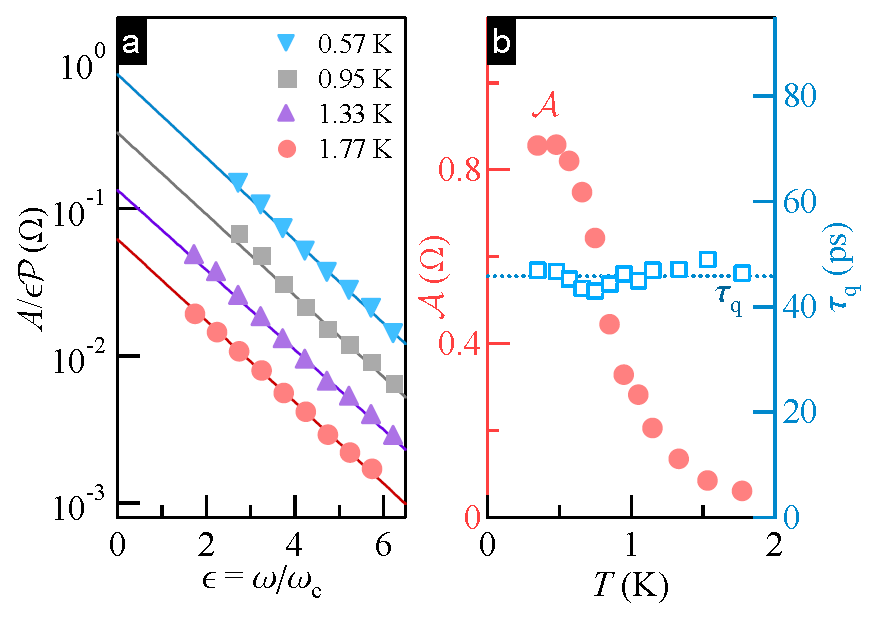 a
0.57 K
0.95 K
1.33 K
1.77 K
10^0
10^-1
10^-2
10^-3
A/ϵ𝒫 (Ω)
0 2 4 6
ϵ = ω/ω_c
b
𝒜
τ_q
0.8
0.4
0
𝒜 (Ω)
80
60
40
20
0
τ_q (ps)
0 1 2
T (K)